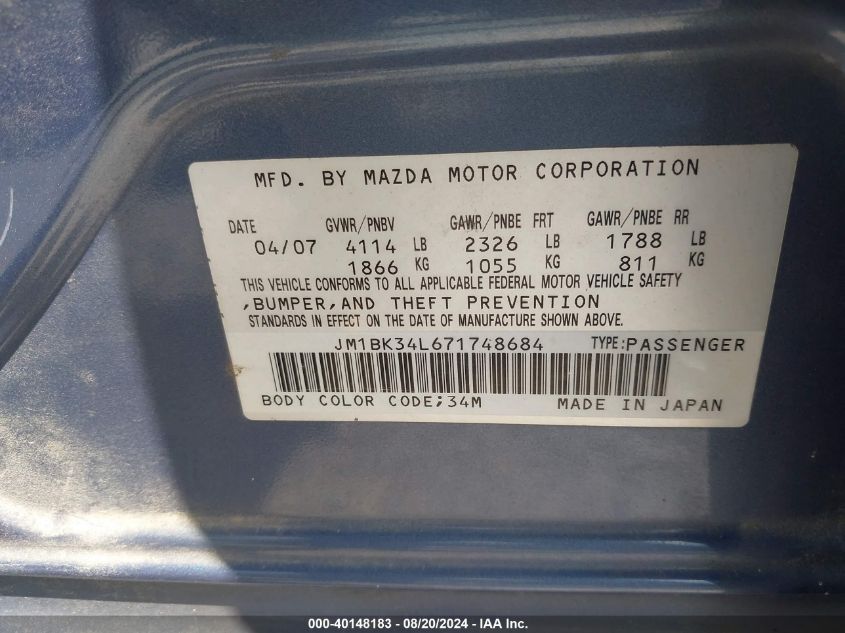 MFD. BY MAZDA MOTOR CORPORATION
DATE GVWR/PNBV GAWR/PNBE FRT GAWR/PNBE RR
04/07 4114 LB 2326 LB 1788 LB
1866 KG 1055 KG 811 KG
THIS VEHICLE CONFORMS TO ALL APPLICABLE FEDERAL MOTOR VEHICLE SAFETY
,BUMPER,AND THEFT PREVENTION
STANDARDS IN EFFECT ON THE DATE OF MANUFACTURE SHOWN ABOVE.
JM1BK34L671748684 TYPE:PASSENGER
BODY COLOR CODE;34M MADE IN JAPAN
000-40148183 - 08/20/2024 - IAA Inc.